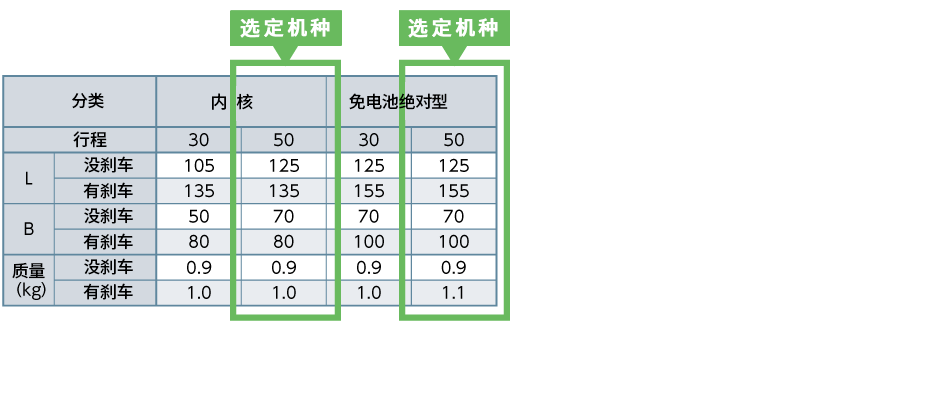 选定机种 选定机种
分类 内 核 免电池绝对型
行程 30 50 30 50
L 没刹车 105 125 125 125
有刹车 135 135 155 155
B 没刹车 50 70 70 70
有刹车 80 80 100 100
质量(kg) 没刹车 0.9 0.9 0.9 0.9
有刹车 1.0 1.0 1.0 1.1